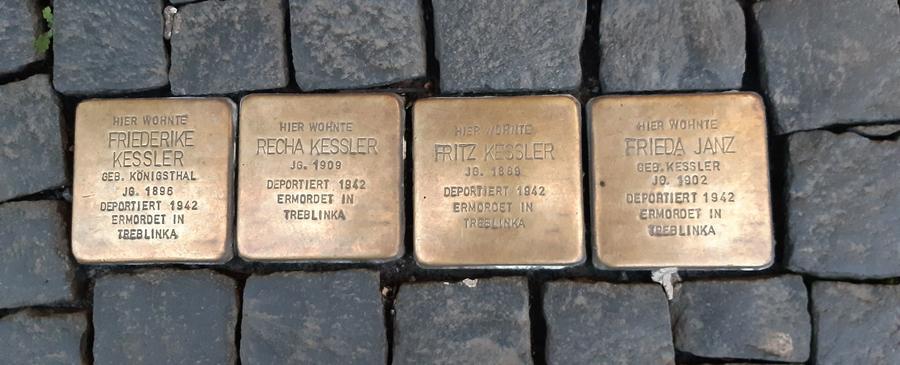 HIER WOHNTE
FRIEDERIKE
KESSLER
GEB. KÖNIGSTHAL
JG. 1896
DEPORTIERT 1942
ERMORDET IN
TREBLINKA
HIER WOHNTE
RECHA KESSLER
JG. 1909
DEPORTIERT 1942
ERMORDET IN
TREBLINKA
HIER WOHNTE
FRITZ KESSLER
JG. 1889
DEPORTIERT 1942
ERMORDET IN
TREBLINKA
HIER WOHNTE
FRIEDA JANZ
GEB. KESSLER
JG. 1902
DEPORTIERT 1942
ERMORDET IN
TREBLINKA